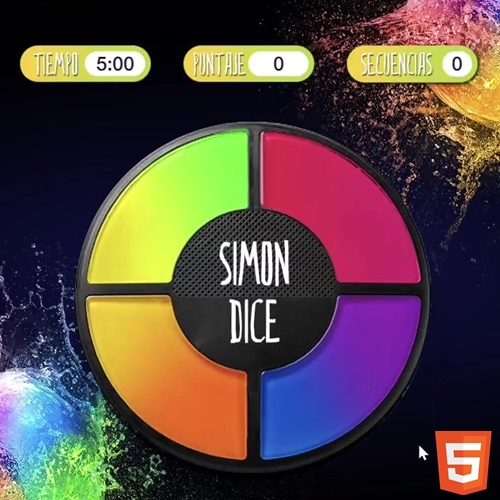 TIEMPO 5:00 PUNTAJE 0 SECUENCIAS 0
SIMON
DICE
5